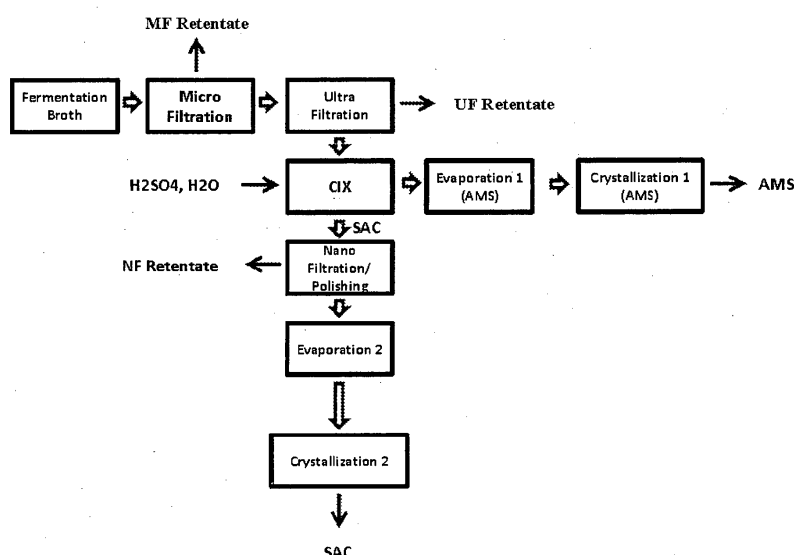 MF Retentate
Fermentation
Broth
Micro
Filtration
Ultra
Filtration
UF Retentate
H2SO4, H2O
CIX
Evaporation 1
(AMS)
Crystallization 1
(AMS)
AMS
SAC
NF Retentate
Nano
Filtration/
Polishing
Evaporation 2
Crystallization 2
SAC